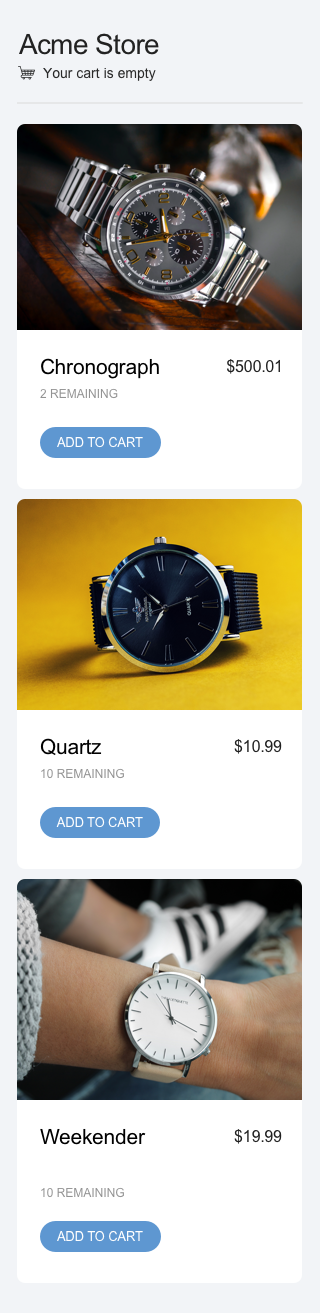 Acme Store
Your cart is empty
Chronograph
$500.01
2 REMAINING
ADD TO CART
Quartz
$10.99
10 REMAINING
ADD TO CART
Weekender
$19.99
10 REMAINING
ADD TO CART